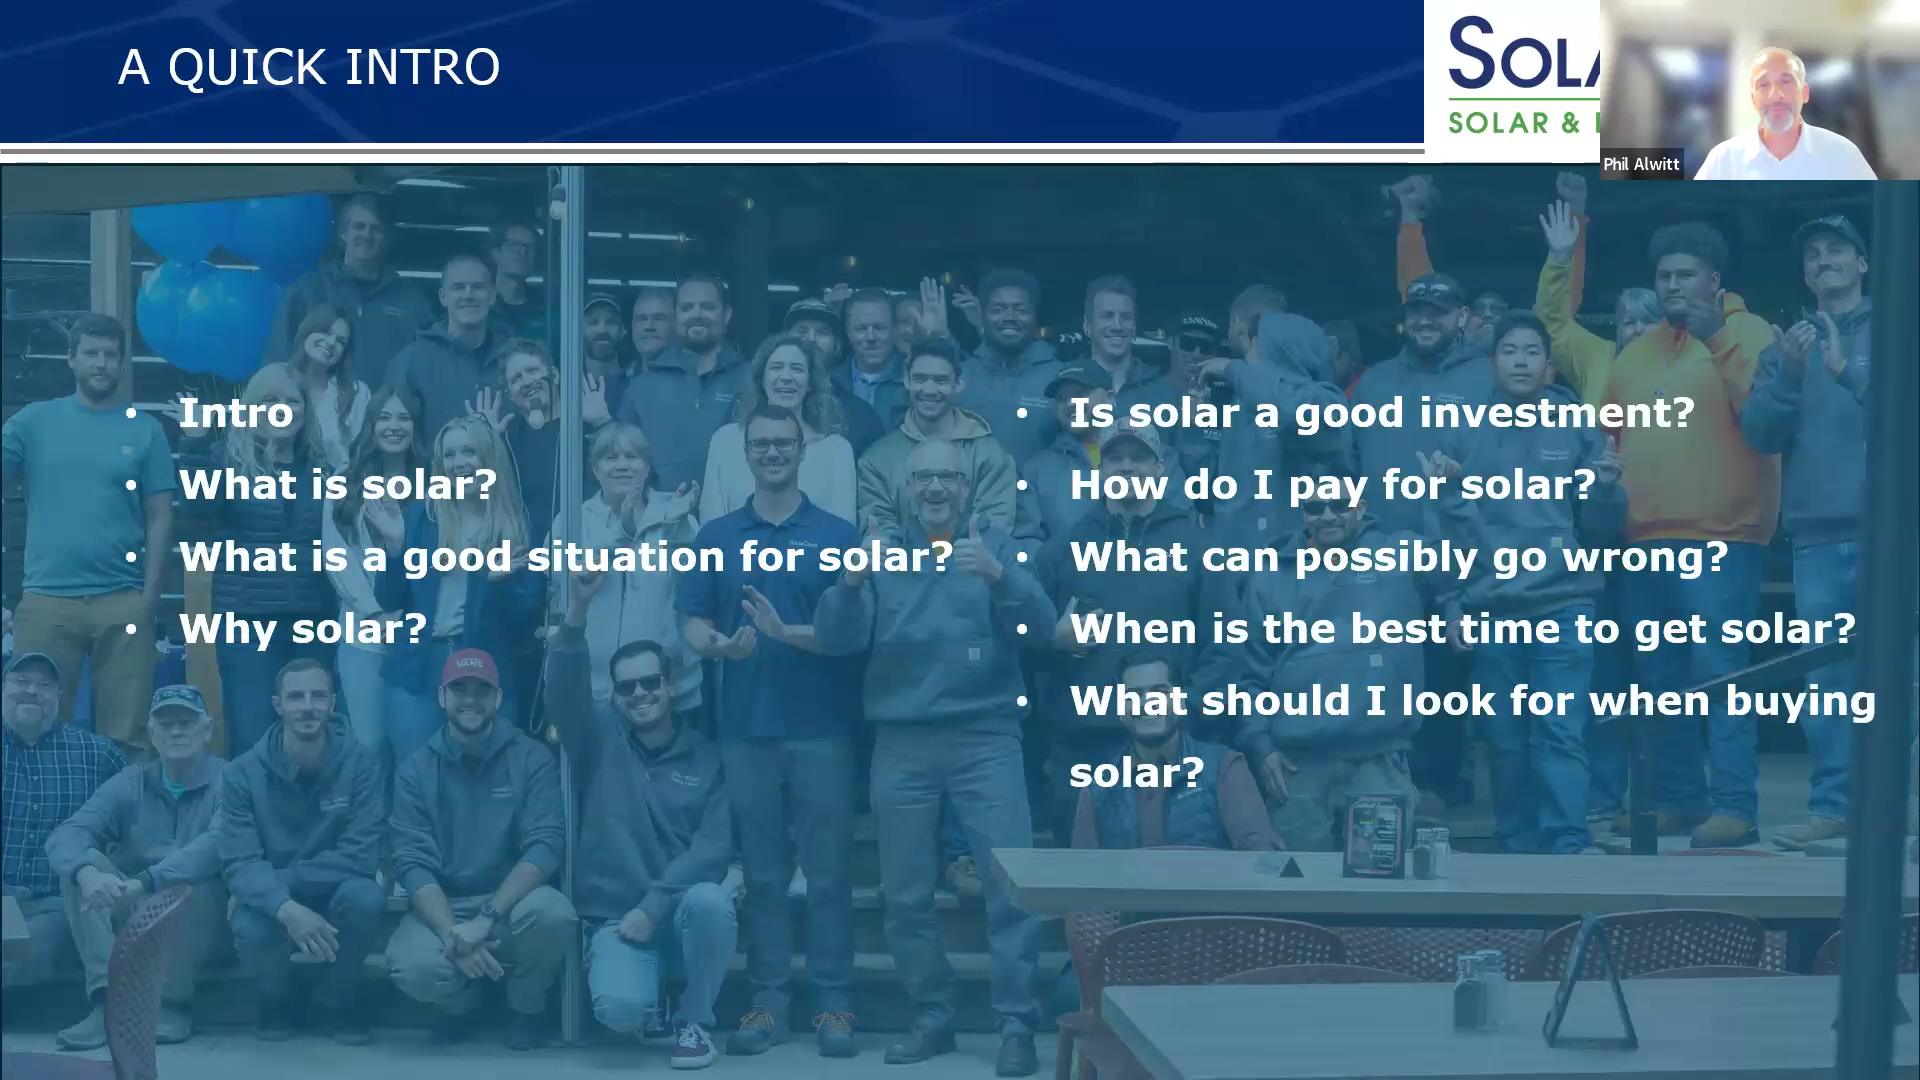 A QUICK INTRO
SOLA
SOLAR &
Phil Alwitt
• Intro
• What is solar?
• What is a good situation for solar?
• Why solar?
• Is solar a good investment?
• How do I pay for solar?
• What can possibly go wrong?
• When is the best time to get solar?
• What should I look for when buying
solar?
VANS